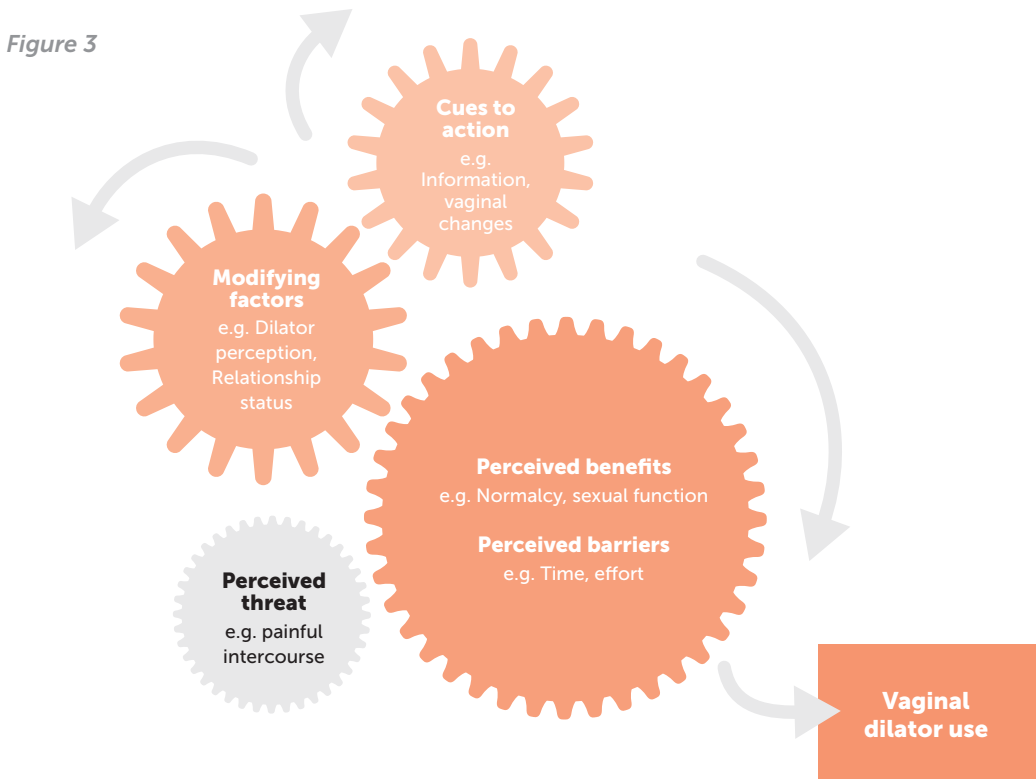 Figure 3
Cues to
action
e.g.
Information,
vaginal
changes
Modifying
factors
e.g. Dilator
perception,
Relationship
status
Perceived benefits
e.g. Normalcy, sexual function
Perceived barriers
e.g. Time, effort
Perceived
threat
e.g. painful
intercourse
Vaginal
dilator use